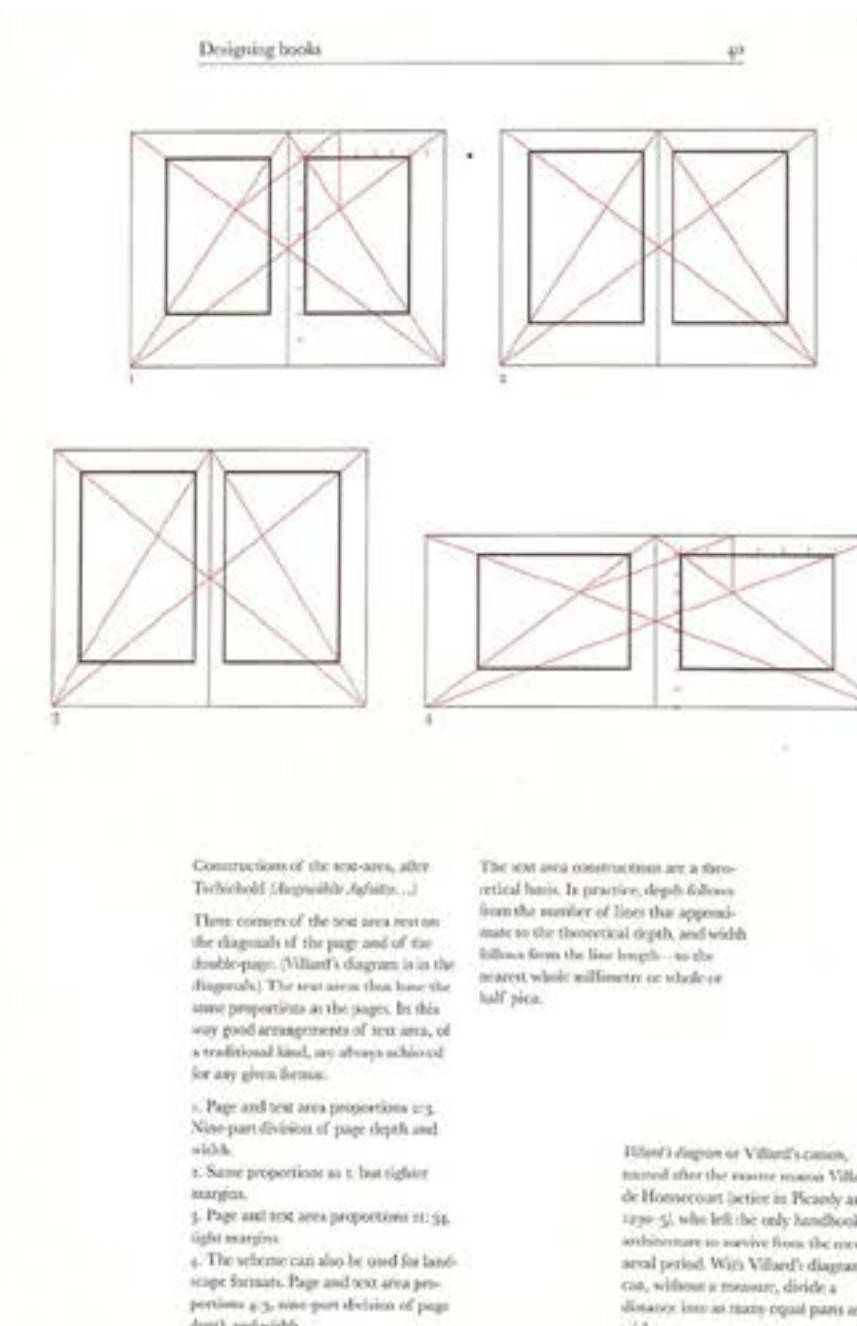 Designing books 40
1
2
3
4
Constructions of the text-area, after
Tschichold (Ausgewählte Aufsätze...)
Three corners of the text area rest on
the diagonals of the page and of the
double-page. (Villard's diagram is in the
diagonals.) The text areas thus have the
same proportions as the pages. In this
way good arrangements of text area, of
a traditional kind, are always achieved
for any given format.
1. Page and text area proportions 2:3.
Nine-part division of page depth and
width.
2. Same proportions as 1. but tighter
margins.
3. Page and text area proportions 21:34,
tight margins.
4. The scheme can also be used for land-
scape formats. Page and text area pro-
portions 4:3, nine-part division of page
depth and width.
The text area constructions are a theo-
retical basis. In practice, depth follows
from the number of lines that approxi-
mate to the theoretical depth, and width
follows from the line length – to the
nearest whole millimetre or whole or
half pica.
Villard's diagram or Villard's canon,
named after the master mason Villa
de Honnecourt (active in Picardy
1230–5), who left the only handbook
architecture to survive from the
aeval period. With Villard's diagram
can, without a measure, divide a
distance into as many equal parts